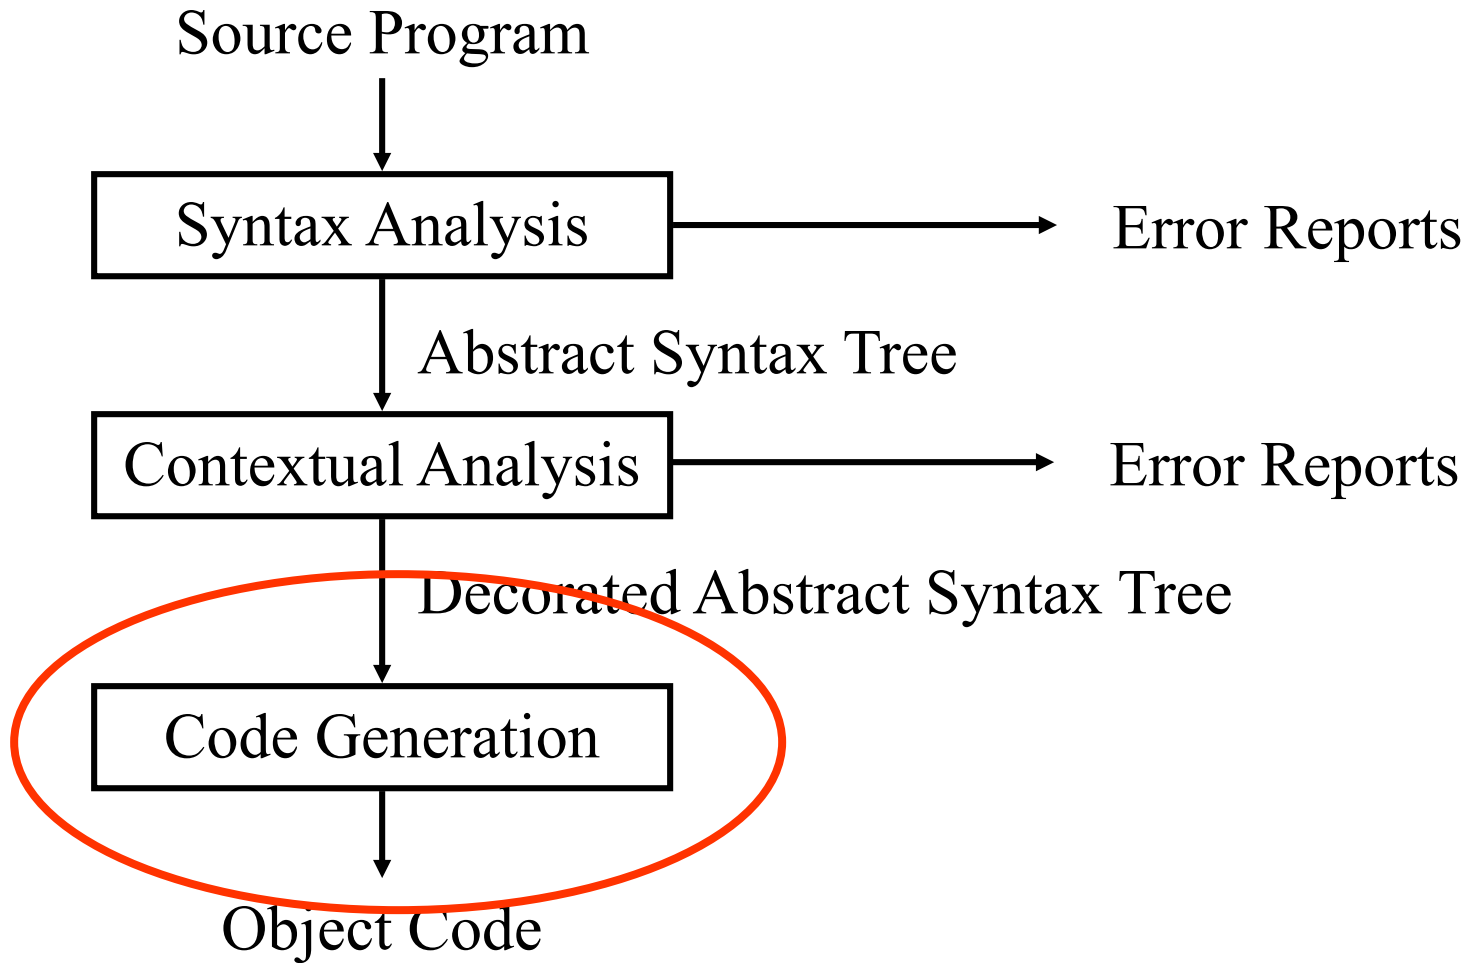 Source Program
Syntax Analysis
Error Reports
Abstract Syntax Tree
Contextual Analysis
Error Reports
Decorated Abstract Syntax Tree
Code Generation
Object Code